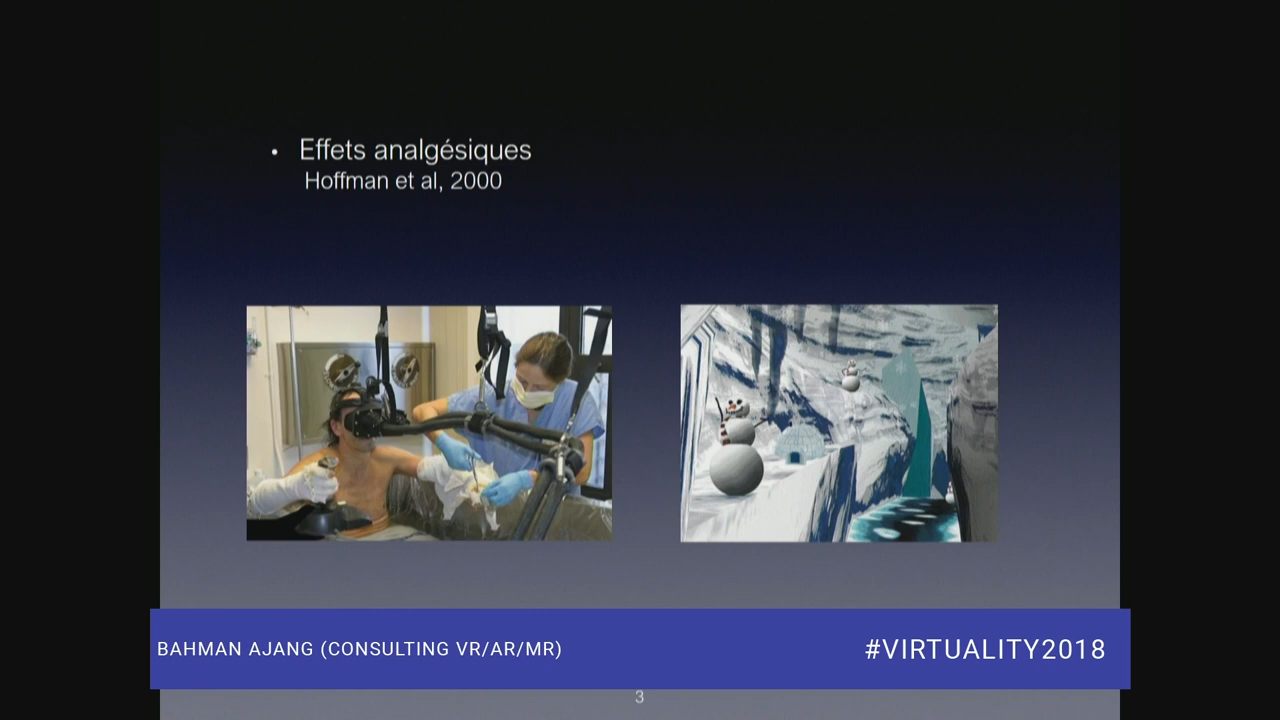 • Effets analgésiques
Hoffman et al, 2000
BAHMAN AJANG (CONSULTING VR/AR/MR)
#VIRTUALITY2018
3